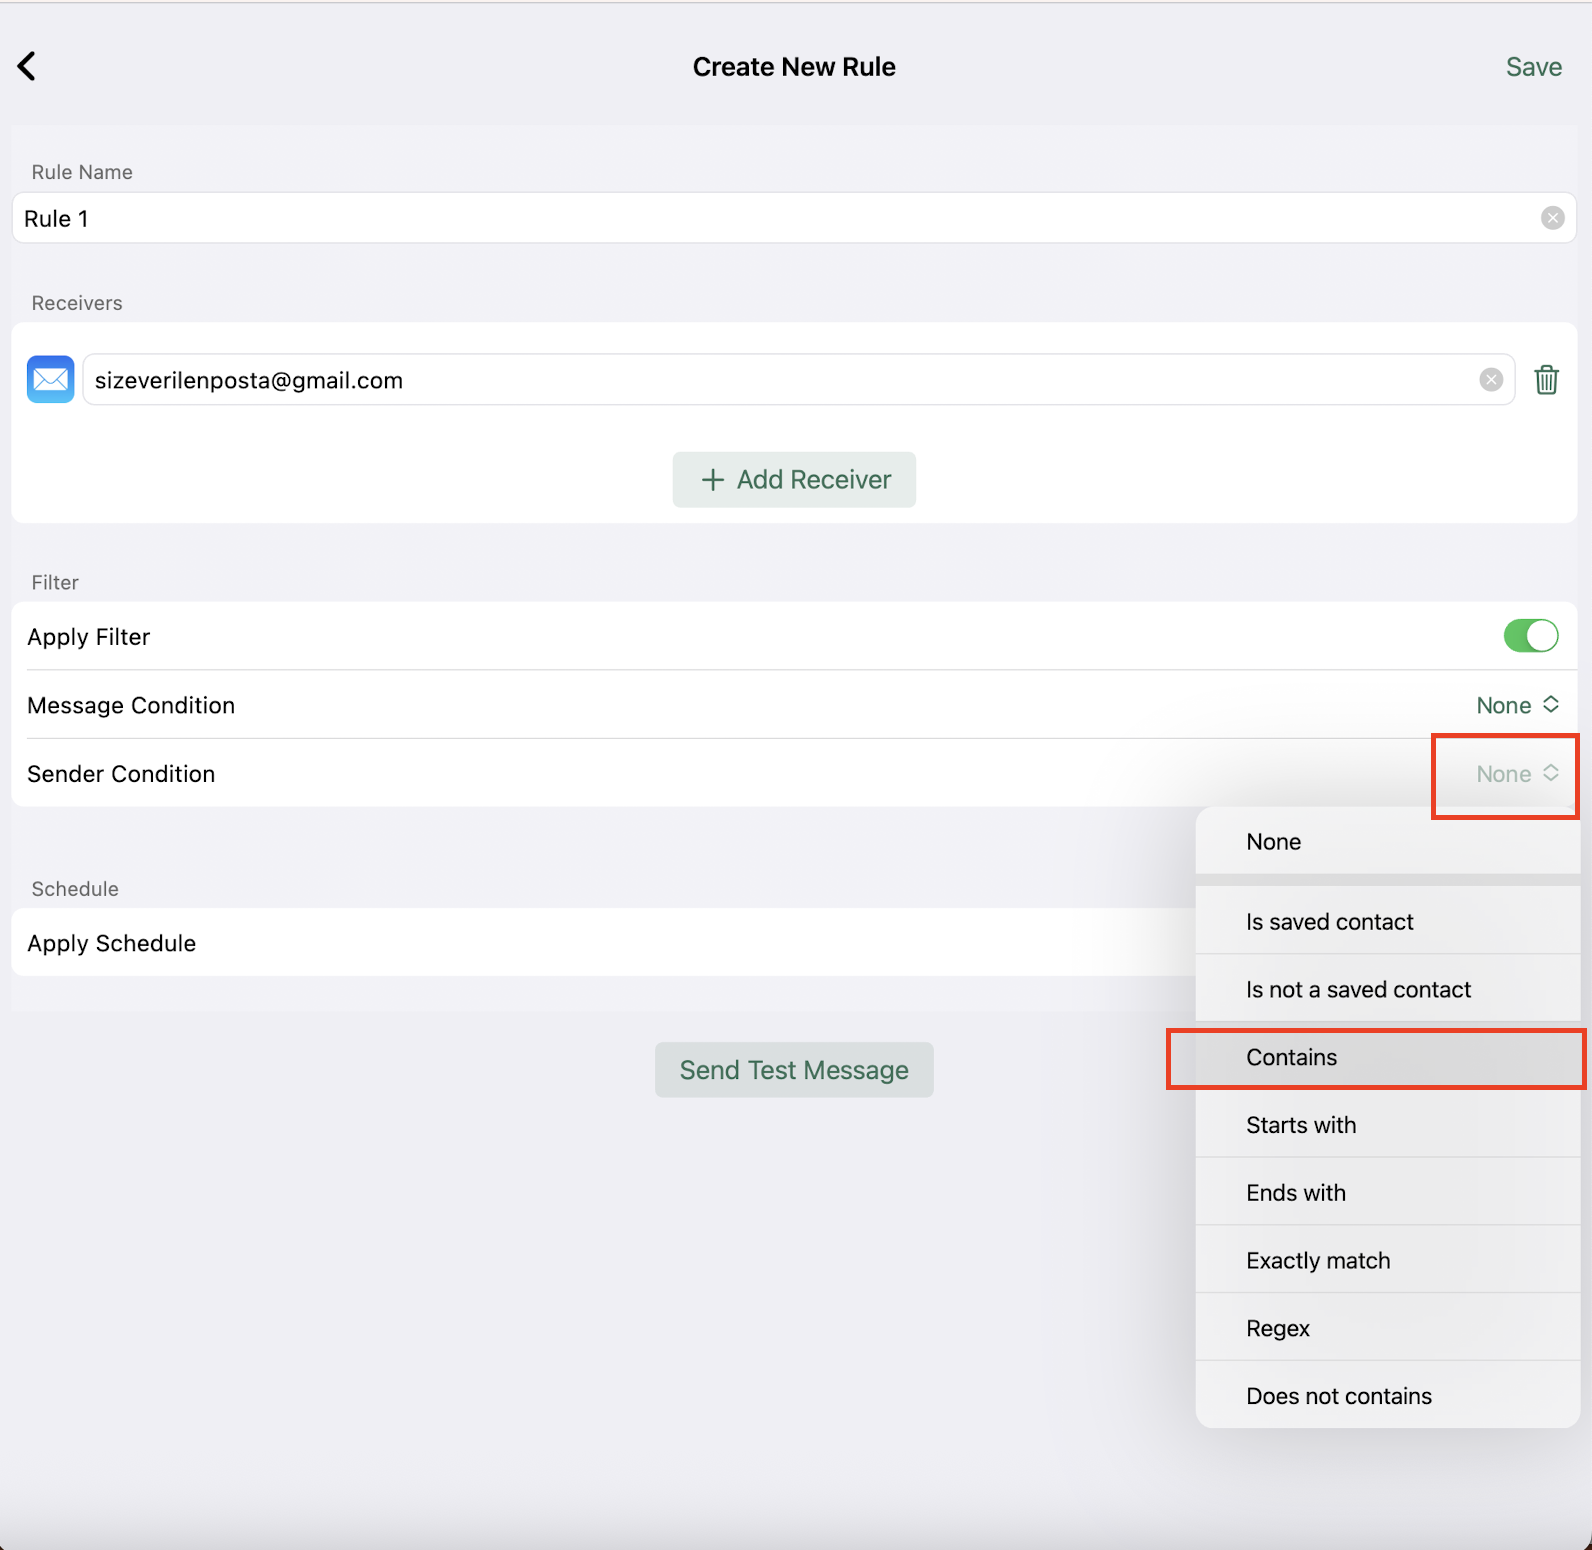 Create New Rule
Save
Rule Name
Rule 1
Receivers
sizeverilenposta@gmail.com
Add Receiver
Filter
Apply Filter
Message Condition
None
Sender Condition
None
None
Schedule
Is saved contact
Apply Schedule
Is not a saved contact
Contains
Send Test Message
Starts with
Ends with
Exactly match
Regex
Does not contains